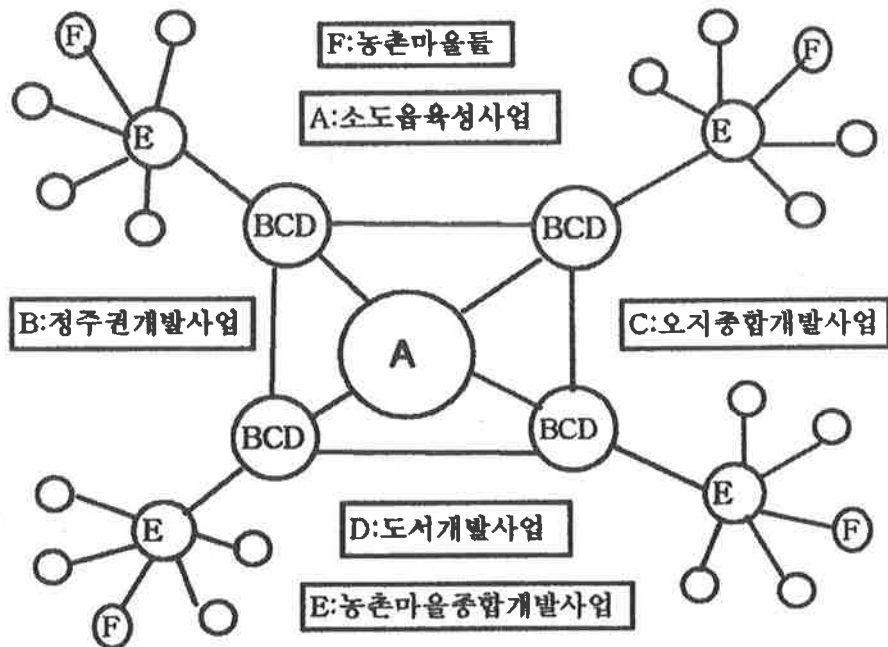 F
F:농촌마을들
F
A:소도읍육성사업
E
E
BCD
BCD
B:정주권개발사업
A
C:오지종합개발사업
BCD
BCD
E
E
D:도서개발사업
F
E:농촌마을종합개발사업
F